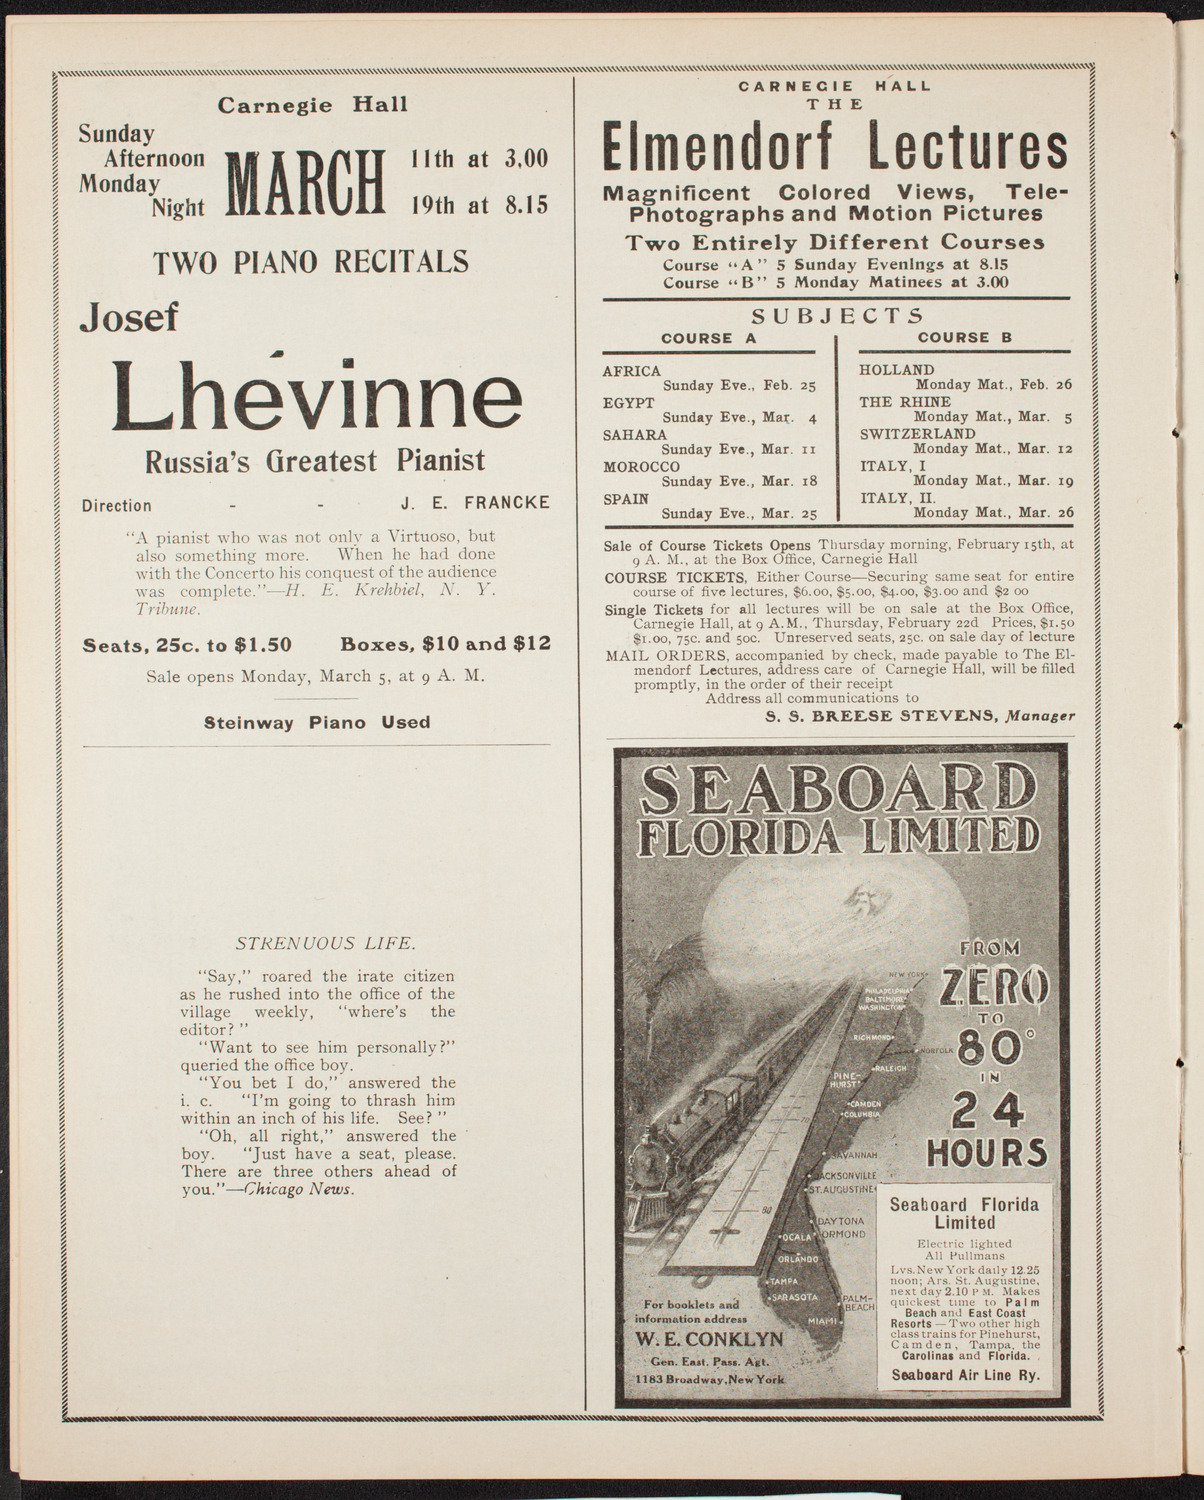 Carnegie Hall
Sunday
Afternoon
Monday
Night
MARCH
11th at 3.00
19th at 8.15
TWO PIANO RECITALS
Josef
Lhévinne
Russia's Greatest Pianist
Direction - - J. E. FRANCKE
"A pianist who was not only a Virtuoso, but
also something more. When he had done
with the Concerto his conquest of the audience
was complete."—H. E. Krehbiel, N. Y.
Tribune.
Seats, 25c. to $1.50 Boxes, $10 and $12
Sale opens Monday, March 5, at 9 A. M.
Steinway Piano Used
STRENUOUS LIFE.
"Say," roared the irate citizen
as he rushed into the office of the
village weekly, "where's the
editor?"
"Want to see him personally?"
queried the office boy.
"You bet I do," answered the
i. c. "I'm going to thrash him
within an inch of his life. See?"
"Oh, all right," answered the
boy. "Just have a seat, please.
There are three others ahead of
you."—Chicago News.
CARNEGIE HALL
THE
Elmendorf Lectures
Magnificent Colored Views, Tele-
Photographs and Motion Pictures
Two Entirely Different Courses
Course "A" 5 Sunday Evenings at 8.15
Course "B" 5 Monday Matinees at 3.00
SUBJECTS
COURSE A
AFRICA
Sunday Eve., Feb. 25
EGYPT
Sunday Eve., Mar. 4
SAHARA
Sunday Eve., Mar. 11
MOROCCO
Sunday Eve., Mar. 18
SPAIN
Sunday Eve., Mar. 25
COURSE B
HOLLAND
Monday Mat., Feb. 26
THE RHINE
Monday Mat., Mar. 5
SWITZERLAND
Monday Mat., Mar. 12
ITALY, I
Monday Mat., Mar. 19
ITALY, II.
Monday Mat., Mar. 26
Sale of Course Tickets Opens Thursday morning, February 15th, at
9 A. M., at the Box Office, Carnegie Hall
COURSE TICKETS, Either Course—Securing same seat for entire
course of five lectures, $6.00, $5.00, $4.00, $3.00 and $2 00
Single Tickets for all lectures will be on sale at the Box Office,
Carnegie Hall, at 9 A.M., Thursday, February 22d Prices, $1.50
$1.00, 75c. and 50c. Unreserved seats, 25c. on sale day of lecture
MAIL ORDERS, accompanied by check, made payable to The El-
mendorf Lectures, address care of Carnegie Hall, will be filled
promptly, in the order of their receipt
Address all communications to
S. S. BREESE STEVENS, Manager
SEABOARD
FLORIDA LIMITED
FROM
ZERO
TO
80°
IN
24
HOURS
NEW YORK
PHILADELPHIA
BALTIMORE
WASHINGTON
RICHMOND
NORFOLK
RALEIGH
PINE-
HURST
CAMDEN
COLUMBIA
70
SAVANNAH
JACKSONVILLE
ST. AUGUSTINE
80
DAYTONA
OCALA ORMOND
ORLANDO
TAMPA
SARASOTA
PALM-
BEACH
MIAMI
For booklets and
information address
W. E. CONKLYN
Gen. East. Pass. Agt.
1183 Broadway, New York
Seaboard Florida
Limited
Electric lighted
All Pullmans
Lvs. New York daily 12.25
noon; Ars. St. Augustine,
next day 2.10 P M. Makes
quickest time to Palm
Beach and East Coast
Resorts — Two other high
class trains for Pinehurst,
Camden, Tampa, the
Carolinas and Florida.
Seaboard Air Line Ry.